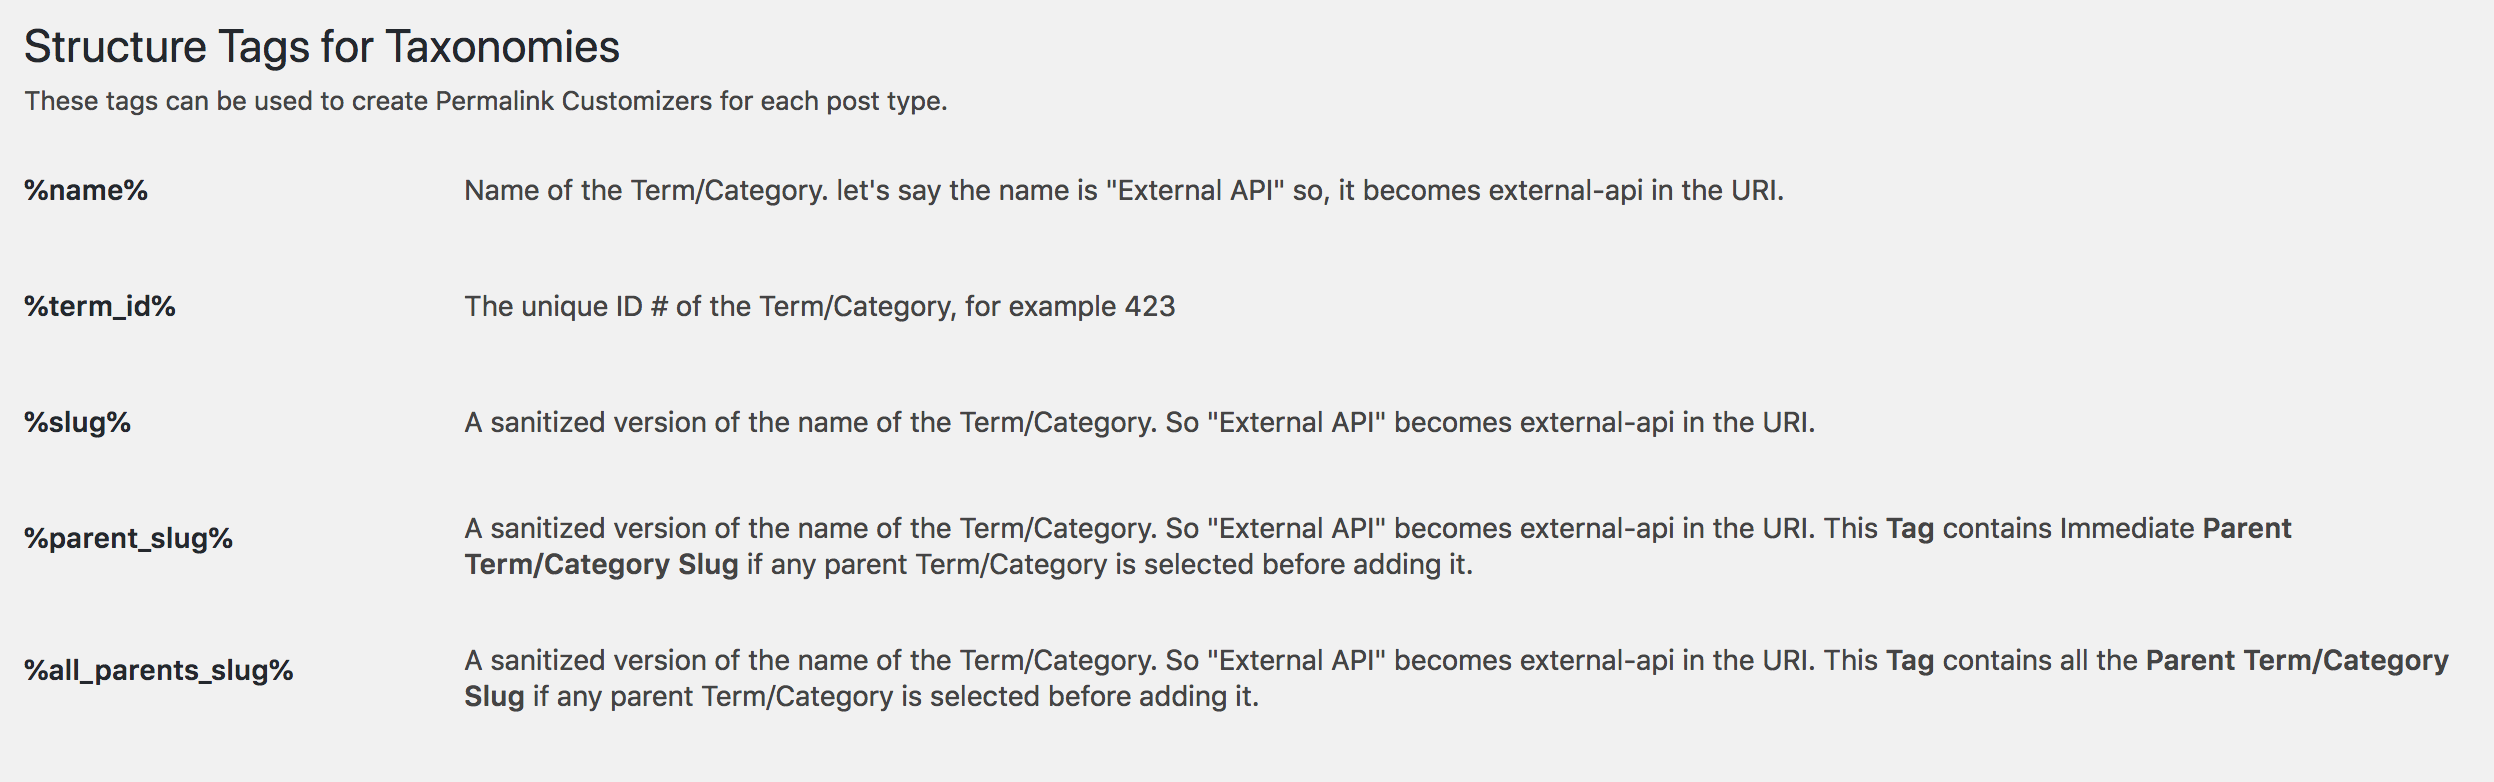 Structure Tags for Taxonomies
These tags can be used to create Permalink Customizers for each post type.
%name%
Name of the Term/Category. let's say the name is "External API" so, it becomes external-api in the URI.
%term_id%
The unique ID # of the Term/Category, for example 423
%slug%
A sanitized version of the name of the Term/Category. So "External API" becomes external-api in the URI.
%parent_slug%
A sanitized version of the name of the Term/Category. So "External API" becomes external-api in the URI. This Tag contains Immediate Parent
Term/Category Slug if any parent Term/Category is selected before adding it.
%all_parents_slug%
A sanitized version of the name of the Term/Category. So "External API" becomes external-api in the URI. This Tag contains all the Parent Term/Category
Slug if any parent Term/Category is selected before adding it.